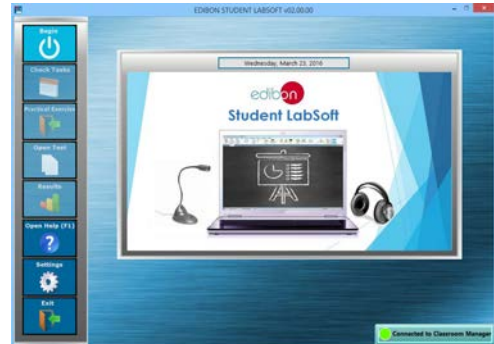 EDIBON STUDENT LABSOFT v02.00.00
Begin
Check Tasks
Practical Exercise
Open Test
Results
Open Help (F1)
Settings
Exit
Wednesday, March 23, 2016
edibon
Student LabSoft
Connected to Classroom Manager